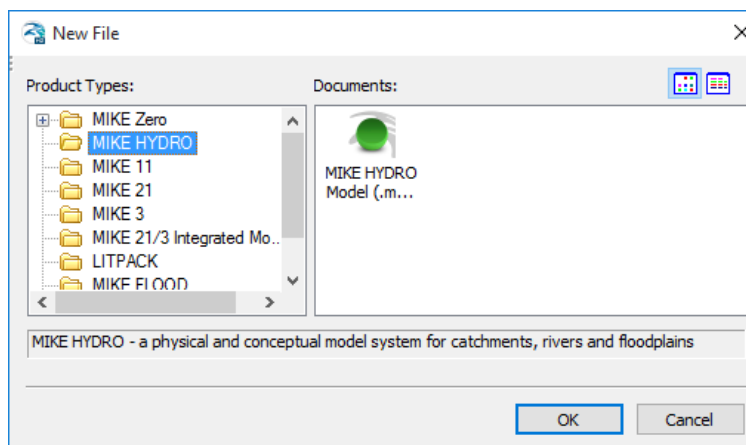 New File
Product Types:
Documents:
MIKE Zero
MIKE HYDRO
MIKE 11
MIKE 21
MIKE 3
MIKE 21/3 Integrated Mo..
LITPACK
MIKE FLOOD
MIKE HYDRO
Model (.m...
MIKE HYDRO - a physical and conceptual model system for catchments, rivers and floodplains
OK
Cancel